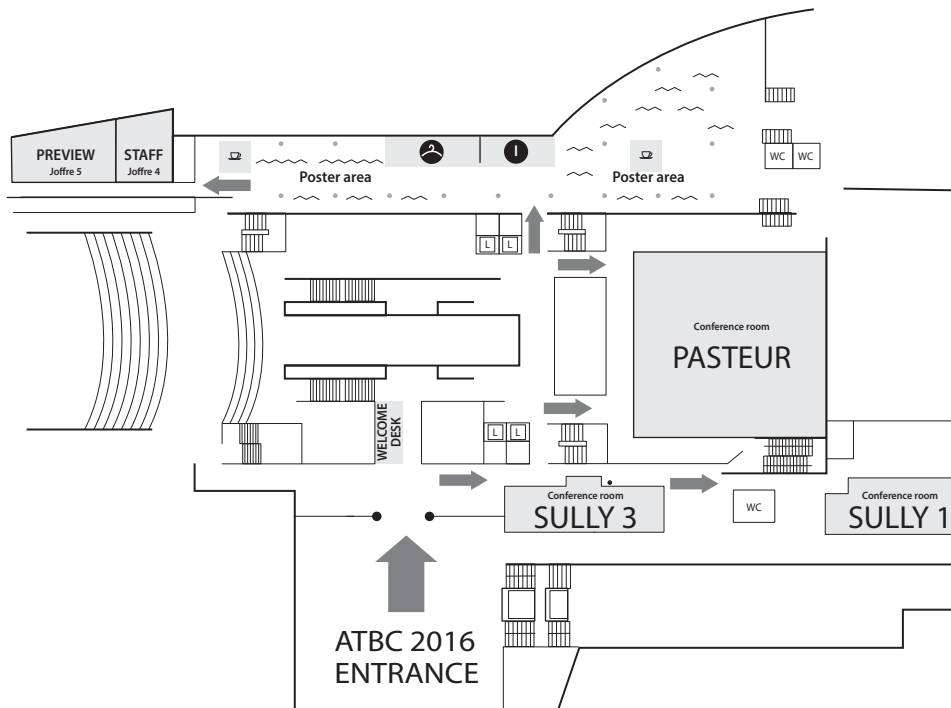 PREVIEW
Joffre 5
STAFF
Joffre 4
Poster area
I
Poster area
WC
WC
L
L
Conference room
PASTEUR
WELCOME
DESK
L
L
Conference room
SULLY 3
WC
Conference room
SULLY 1
ATBC 2016
ENTRANCE